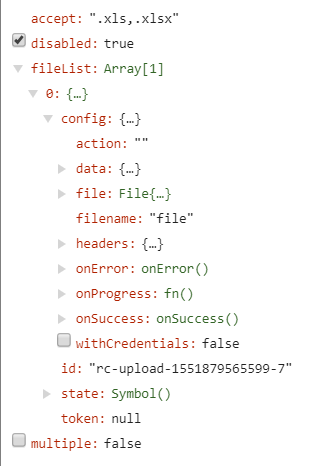 accept: ".xls,.xlsx"
disabled: true
fileList: Array[1]
0: {…}
config: {…}
action: ""
data: {…}
file: File{…}
filename: "file"
headers: {…}
onError: onError()
onProgress: fn()
onSuccess: onSuccess()
withCredentials: false
id: "rc-upload-1551879565599-7"
state: Symbol()
token: null
multiple: false